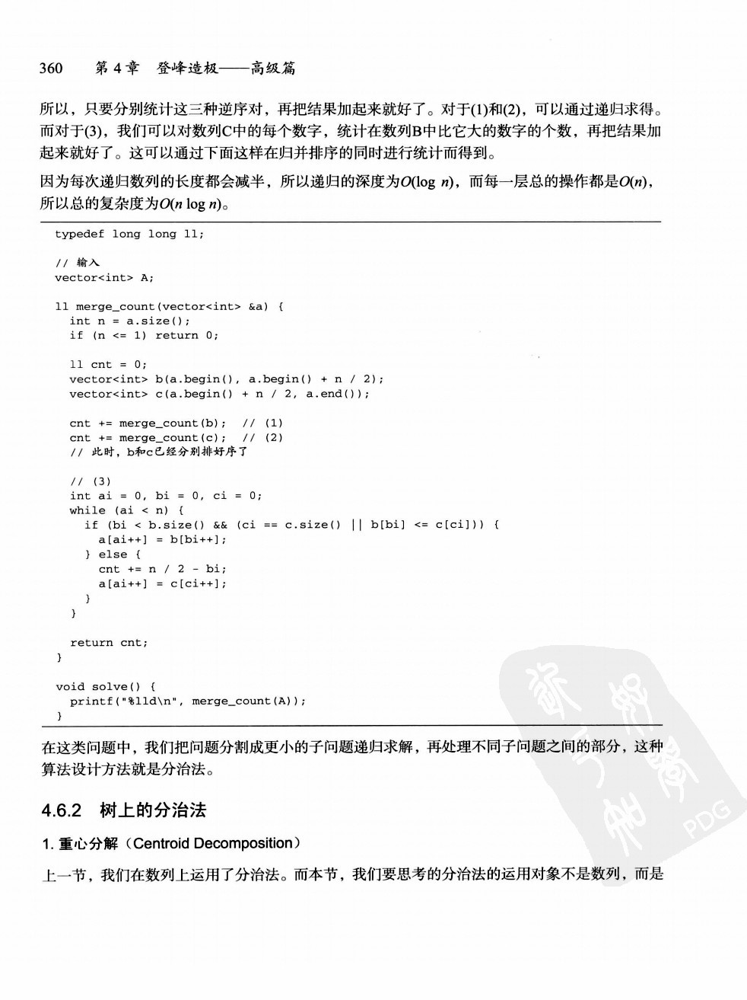 360 第4章 登峰造极——高级篇
所以，只要分别统计这三种逆序对，再把结果加起来就好了。对于(1)和(2)，可以通过递归求得。
而对于(3)，我们可以对数列C中的每个数字，统计在数列B中比它大的数字的个数，再把结果加
起来就好了。这可以通过下面这样在归并排序的同时进行统计而得到。
因为每次递归数列的长度都会减半，所以递归的深度为O(log n)，而每一层总的操作都是O(n)，
所以总的复杂度为O(n log n)。
typedef long long ll;
// 输入
vector<int> A;
ll merge_count(vector<int> &a) {
int n = a.size();
if (n <= 1) return 0;
ll cnt = 0;
vector<int> b(a.begin(), a.begin() + n / 2);
vector<int> c(a.begin() + n / 2, a.end());
cnt += merge_count(b); // (1)
cnt += merge_count(c); // (2)
// 此时，b和c已经分别排好序了
// (3)
int ai = 0, bi = 0, ci = 0;
while (ai < n) {
if (bi < b.size() && (ci == c.size() || b[bi] <= c[ci])) {
a[ai++] = b[bi++];
} else {
cnt += n / 2 - bi;
a[ai++] = c[ci++];
}
}
return cnt;
}
void solve() {
printf("%lld\n", merge_count(A));
}
在这类问题中，我们把问题分割成更小的子问题递归求解，再处理不同子问题之间的部分，这种
算法设计方法就是分治法。
4.6.2 树上的分治法
1. 重心分解（Centroid Decomposition）
上一节，我们在数列上运用了分治法。而本节，我们要思考的分治法的运用对象不是数列，而是
PDG